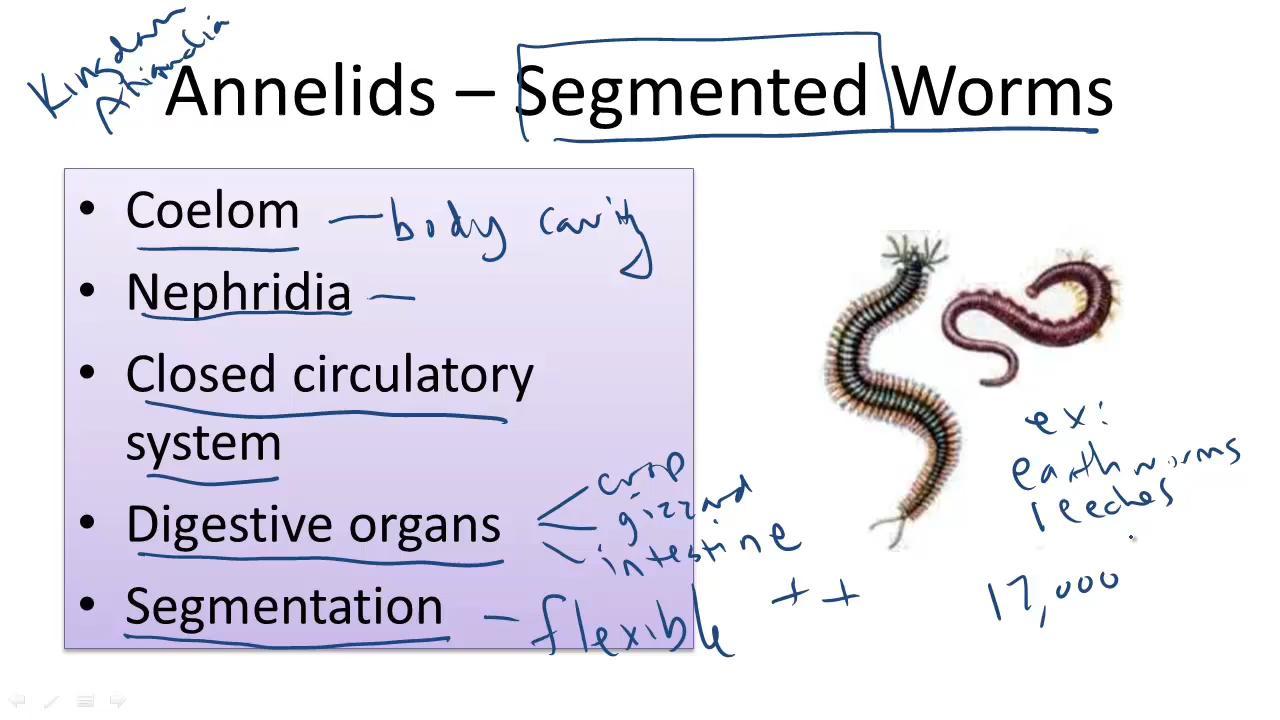 Kingdom
Animalia
Annelids – Segmented Worms
• Coelom — body cavity
• Nephridia —
• Closed circulatory
system
• Digestive organs
crop
gizzard
intestine
• Segmentation – flexible ++
ex:
earthworms
leeches
17,000